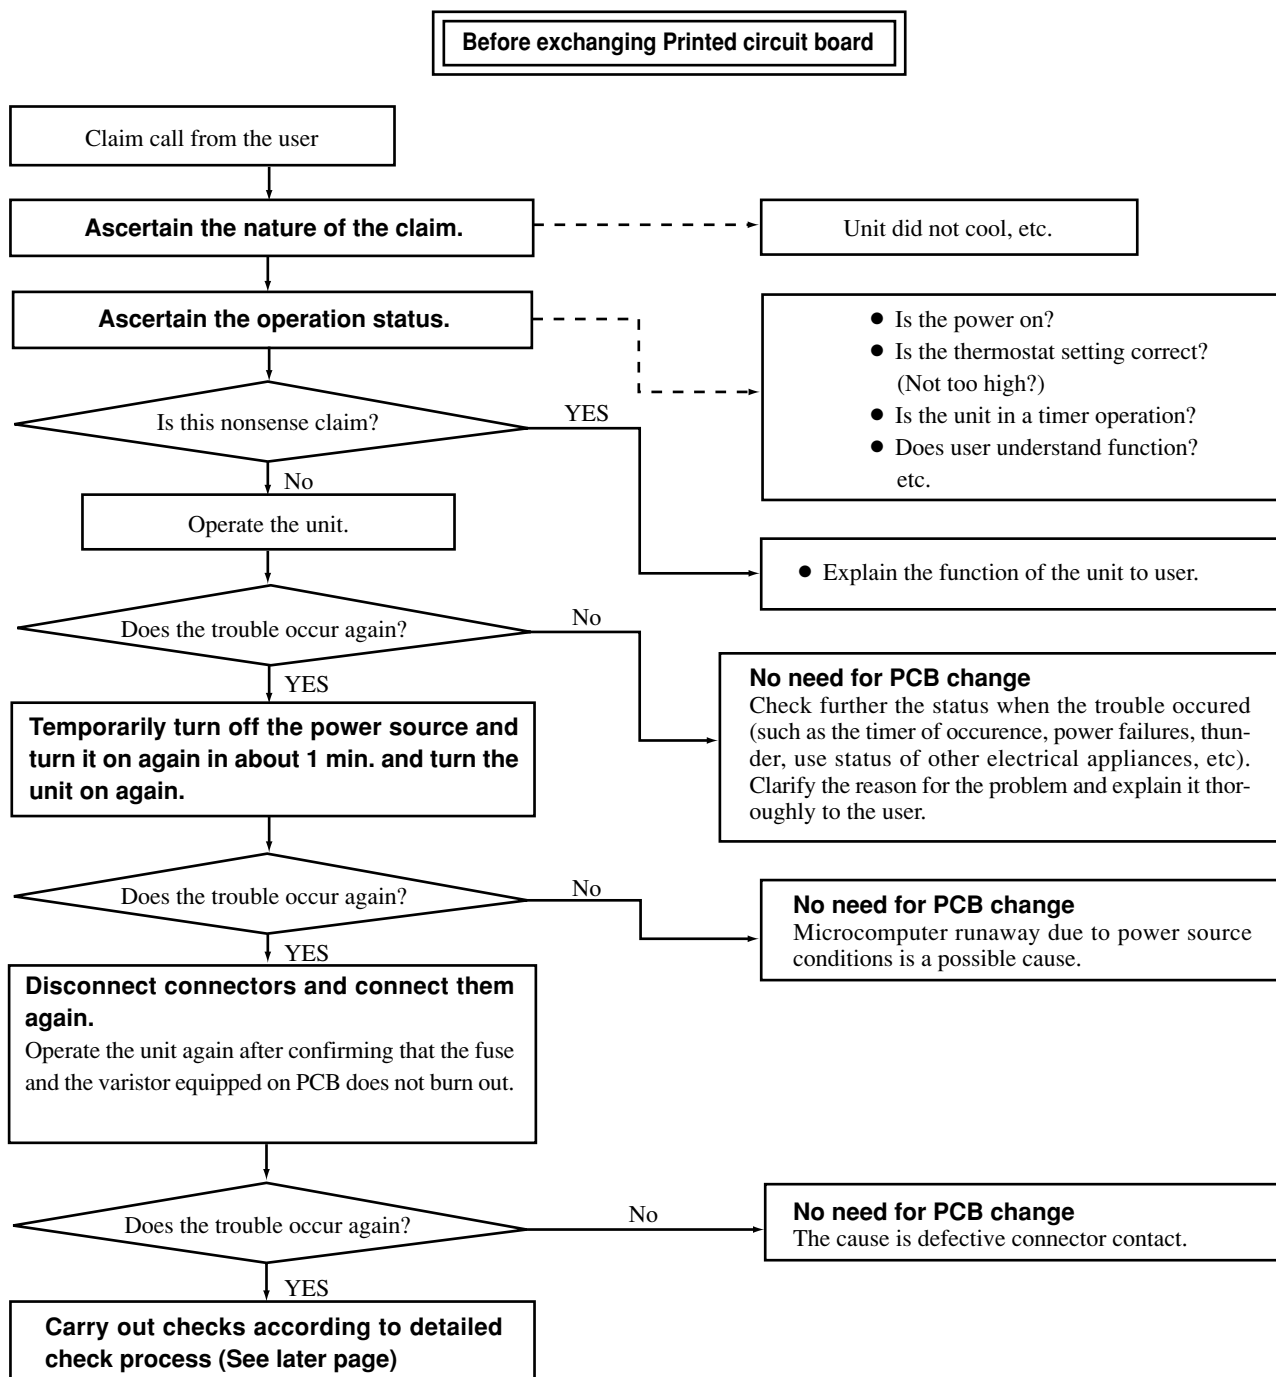 Before exchanging Printed circuit board
Claim call from the user
Ascertain the nature of the claim.
Unit did not cool, etc.
Ascertain the operation status.
● Is the power on?
● Is the thermostat setting correct?
(Not too high?)
● Is the unit in a timer operation?
● Does user understand function?
etc.
Is this nonsense claim?
YES
No
Operate the unit.
● Explain the function of the unit to user.
Does the trouble occur again?
No
YES
No need for PCB change
Check further the status when the trouble occured
(such as the timer of occurence, power failures, thun-
der, use status of other electrical appliances, etc).
Clarify the reason for the problem and explain it thor-
oughly to the user.
Temporarily turn off the power source and
turn it on again in about 1 min. and turn the
unit on again.
Does the trouble occur again?
No
YES
No need for PCB change
Microcomputer runaway due to power source
conditions is a possible cause.
Disconnect connectors and connect them
again.
Operate the unit again after confirming that the fuse
and the varistor equipped on PCB does not burn out.
Does the trouble occur again?
No
YES
No need for PCB change
The cause is defective connector contact.
Carry out checks according to detailed
check process (See later page)